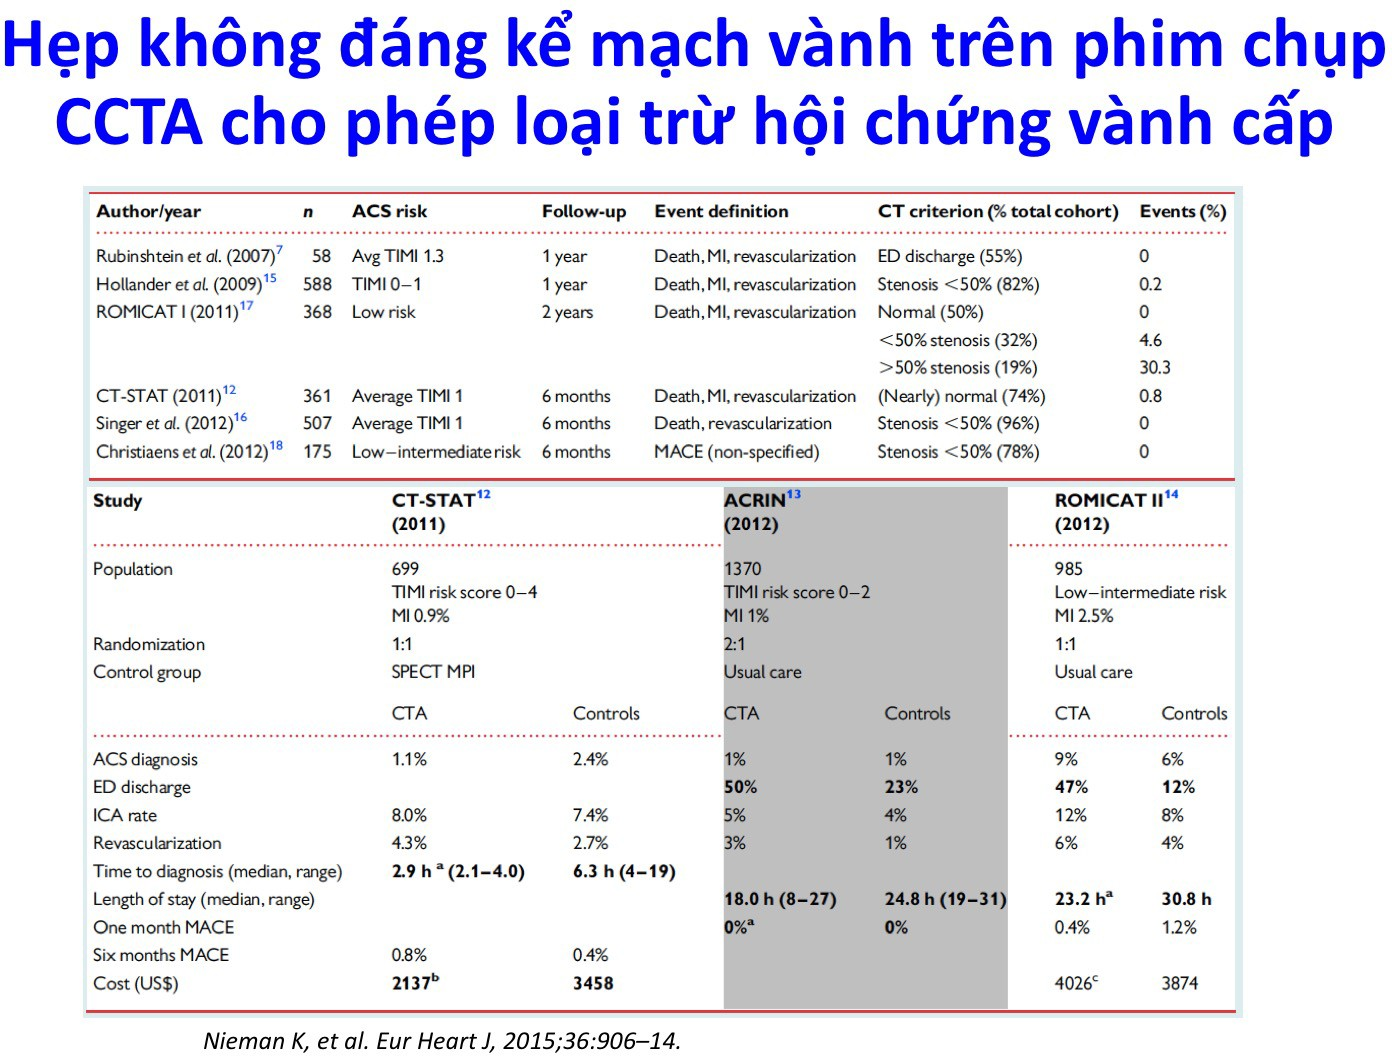 Hẹp không đáng kể mạch vành trên phim chụp
CCTA cho phép loại trừ hội chứng vành cấp
Author/year n ACS risk Follow-up Event definition CT criterion (% total cohort) Events (%)
Rubinshtein et al. (2007)7 58 Avg TIMI 1.3 1 year Death, MI, revascularization ED discharge (55%) 0
Hollander et al. (2009)15 588 TIMI 0–1 1 year Death, MI, revascularization Stenosis <50% (82%) 0.2
ROMICAT I (2011)17 368 Low risk 2 years Death, MI, revascularization Normal (50%) 0
<50% stenosis (32%) 4.6
>50% stenosis (19%) 30.3
CT-STAT (2011)12 361 Average TIMI 1 6 months Death, MI, revascularization (Nearly) normal (74%) 0.8
Singer et al. (2012)16 507 Average TIMI 1 6 months Death, revascularization Stenosis <50% (96%) 0
Christiaens et al. (2012)18 175 Low–intermediate risk 6 months MACE (non-specified) Stenosis <50% (78%) 0
Study CT-STAT12 ACRIN13 ROMICAT II14
(2011) (2012) (2012)
Population 699 1370 985
TIMI risk score 0–4 TIMI risk score 0–2 Low–intermediate risk
MI 0.9% MI 1% MI 2.5%
Randomization 1:1 2:1 1:1
Control group SPECT MPI Usual care Usual care
CTA Controls CTA Controls CTA Controls
ACS diagnosis 1.1% 2.4% 1% 1% 9% 6%
ED discharge 50% 23% 47% 12%
ICA rate 8.0% 7.4% 5% 4% 12% 8%
Revascularization 4.3% 2.7% 3% 1% 6% 4%
Time to diagnosis (median, range) 2.9 h a (2.1–4.0) 6.3 h (4–19)
Length of stay (median, range) 18.0 h (8–27) 24.8 h (19–31) 23.2 ha 30.8 h
One month MACE 0%a 0% 0.4% 1.2%
Six months MACE 0.8% 0.4%
Cost (US$) 2137b 3458 4026c 3874
Nieman K, et al. Eur Heart J, 2015;36:906–14.